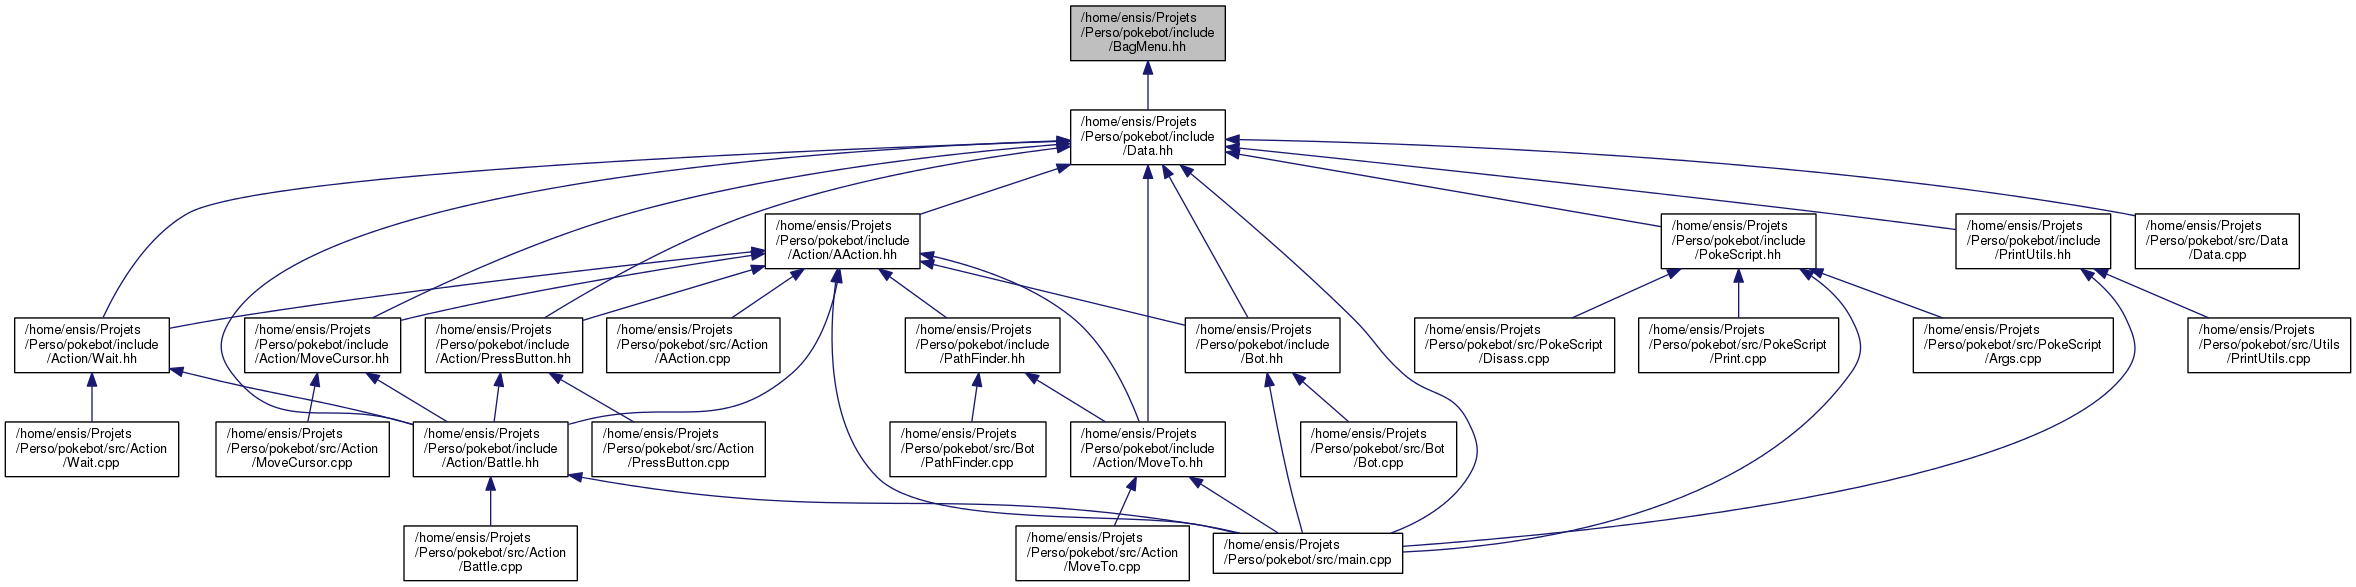 /home/ensis/Projets
/Perso/pokebot/include
/BagMenu.hh
/home/ensis/Projets
/Perso/pokebot/include
/Data.hh
/home/ensis/Projets
/Perso/pokebot/include
/Action/AAction.hh
/home/ensis/Projets
/Perso/pokebot/include
/PokeScript.hh
/home/ensis/Projets
/Perso/pokebot/include
/PrintUtils.hh
/home/ensis/Projets
/Perso/pokebot/src/Data
/Data.cpp
/home/ensis/Projets
/Perso/pokebot/include
/Action/Wait.hh
/home/ensis/Projets
/Perso/pokebot/include
/Action/MoveCursor.hh
/home/ensis/Projets
/Perso/pokebot/include
/Action/PressButton.hh
/home/ensis/Projets
/Perso/pokebot/src/Action
/AAction.cpp
/home/ensis/Projets
/Perso/pokebot/include
/PathFinder.hh
/home/ensis/Projets
/Perso/pokebot/include
/Bot.hh
/home/ensis/Projets
/Perso/pokebot/src/PokeScript
/Disass.cpp
/home/ensis/Projets
/Perso/pokebot/src/PokeScript
/Print.cpp
/home/ensis/Projets
/Perso/pokebot/src/PokeScript
/Args.cpp
/home/ensis/Projets
/Perso/pokebot/src/Utils
/PrintUtils.cpp
/home/ensis/Projets
/Perso/pokebot/src/Action
/Wait.cpp
/home/ensis/Projets
/Perso/pokebot/src/Action
/MoveCursor.cpp
/home/ensis/Projets
/Perso/pokebot/include
/Action/Battle.hh
/home/ensis/Projets
/Perso/pokebot/src/Action
/PressButton.cpp
/home/ensis/Projets
/Perso/pokebot/src/Bot
/PathFinder.cpp
/home/ensis/Projets
/Perso/pokebot/include
/Action/MoveTo.hh
/home/ensis/Projets
/Perso/pokebot/src/Bot
/Bot.cpp
/home/ensis/Projets
/Perso/pokebot/src/Action
/Battle.cpp
/home/ensis/Projets
/Perso/pokebot/src/Action
/MoveTo.cpp
/home/ensis/Projets
/Perso/pokebot/src/main.cpp